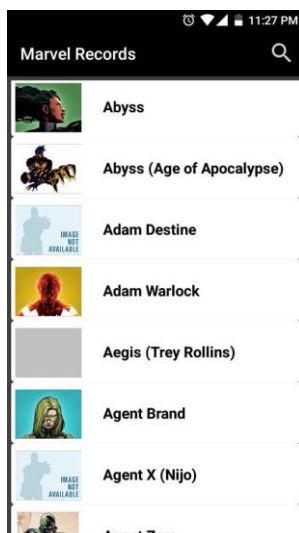 11:27 PM
Marvel Records
Abyss
Abyss (Age of Apocalypse)
IMAGE
NOT
AVAILABLE
Adam Destine
Adam Warlock
Aegis (Trey Rollins)
Agent Brand
IMAGE
NOT
AVAILABLE
Agent X (Nijo)